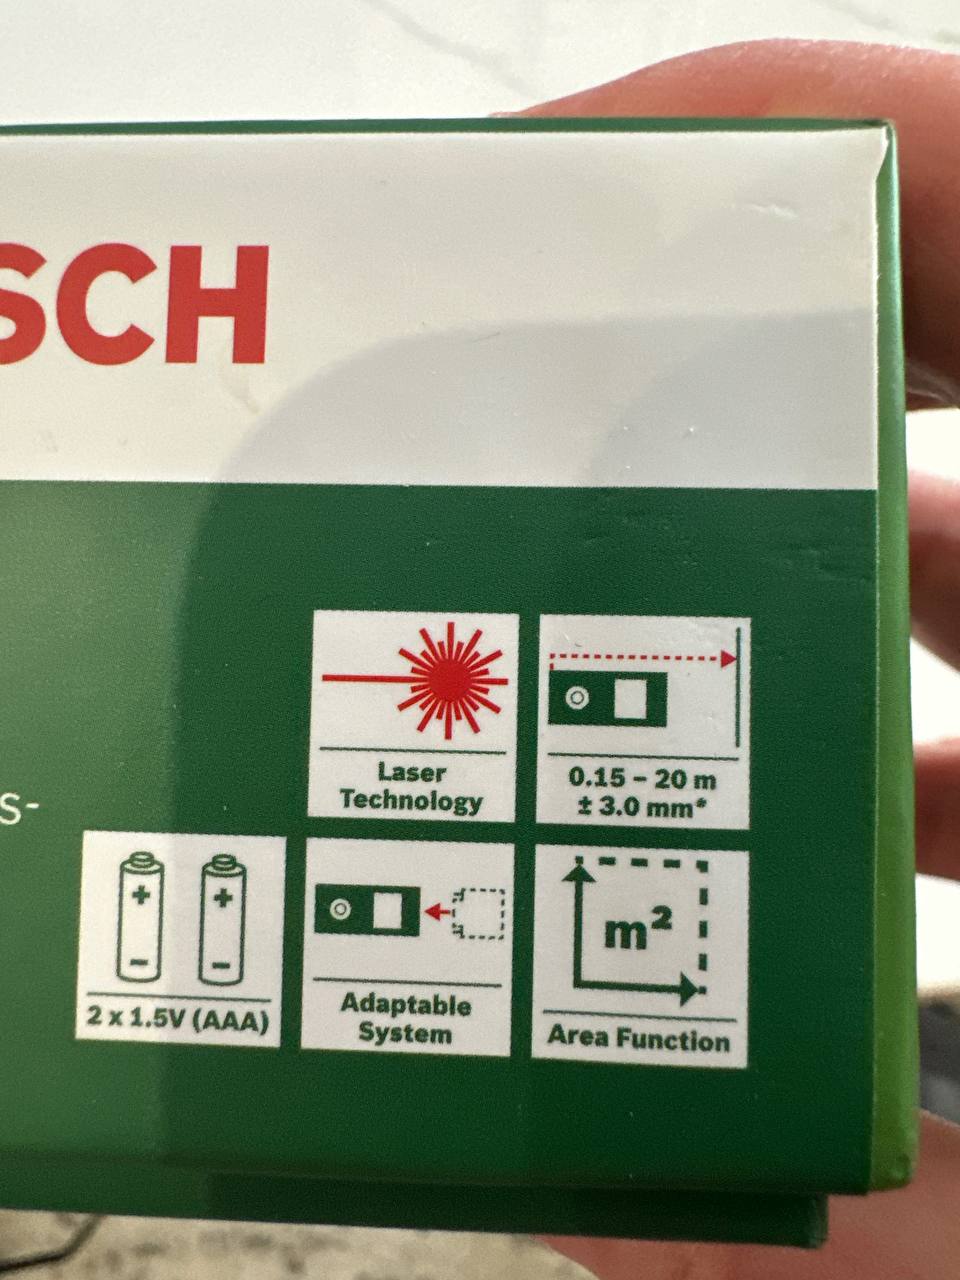 SCH
Laser
Technology
0.15 – 20 m
± 3.0 mm*
s-
+ +
- -
2 x 1.5V (AAA)
Adaptable
System
m²
Area Function